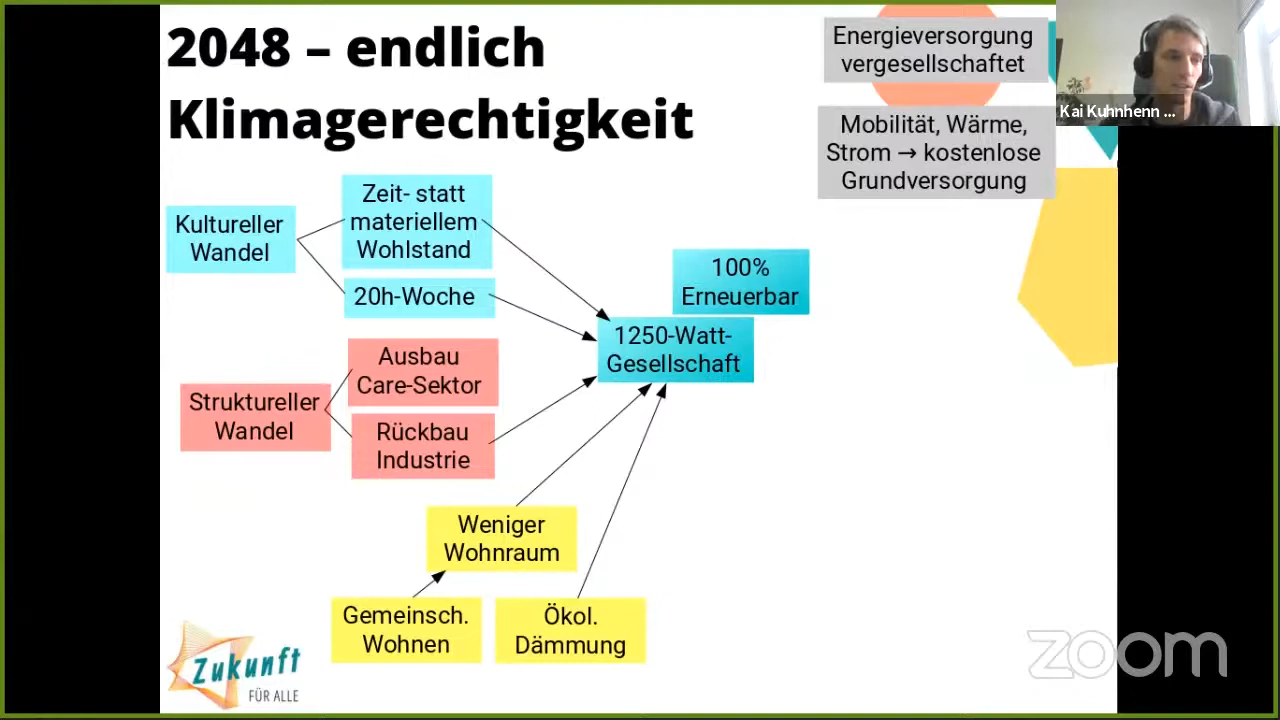 2048 – endlich
Klimagerechtigkeit
Energieversorgung
vergesellschaftet
Kai Kuhnhenn ...
Mobilität, Wärme,
Strom → kostenlose
Grundversorgung
Kultureller
Wandel
Zeit- statt
materiellem
Wohlstand
20h-Woche
100%
Erneuerbar
1250-Watt-
Gesellschaft
Struktureller
Wandel
Ausbau
Care-Sektor
Rückbau
Industrie
Weniger
Wohnraum
Gemeinsch.
Wohnen
Ökol.
Dämmung
Zukunft
FÜR ALLE
zoom